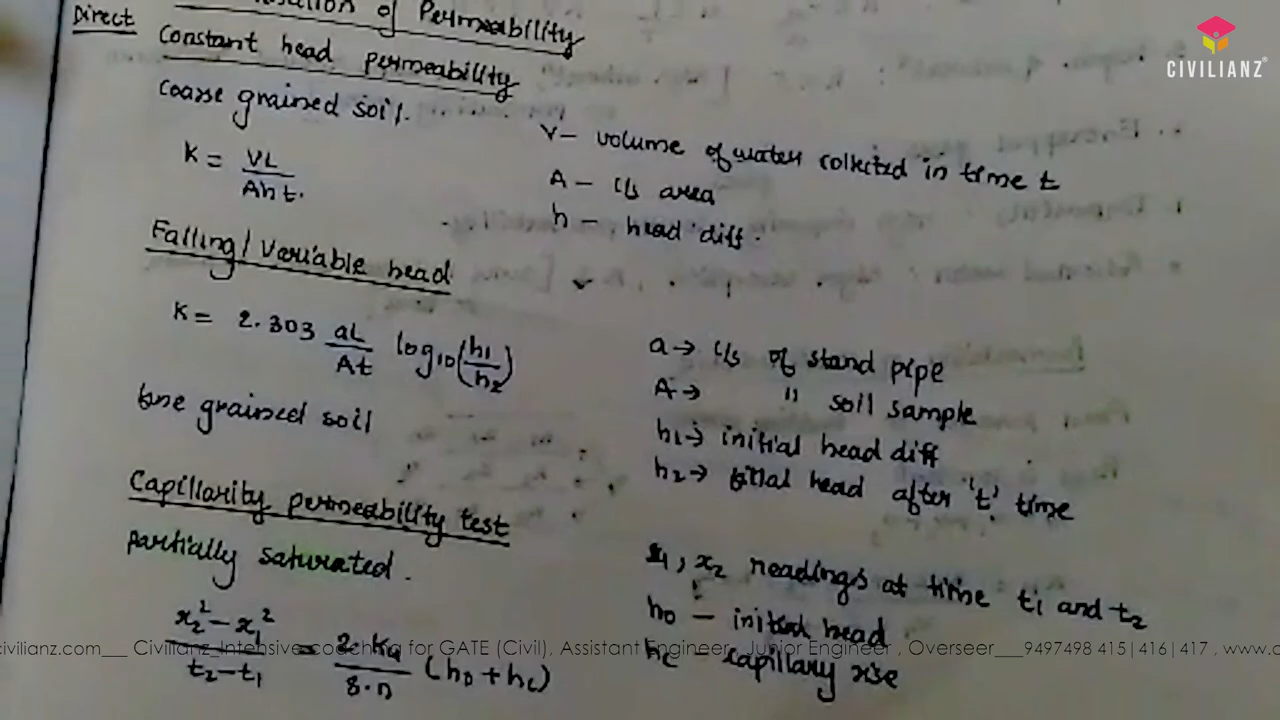 of Permeability
Direct
Constant head permeability
Coarse grained soil.
K = VL / Aht.
V - volume of water collected in time t
A - c/s area
h - head diff.
Falling/Variable head
K = 2.303 aL / At log10(h1/h2)
fine grained soil
a → c/s of stand pipe
A → " soil sample
h1 → initial head diff
h2 → final head after 't' time
Capillarity permeability test
partially saturated.
x2² - x1² / t2 - t1 = 2.Ku / S.n (h0 + hc)
x1, x2 readings at time t1 and t2
h0 - initial head
hc - capillary rise
CIVILIANZ
civilianz.com___ Civilianz Intensive coaching for GATE (Civil), Assistant Engineer, Junior Engineer, Overseer___9497498 415|416|417, www.c